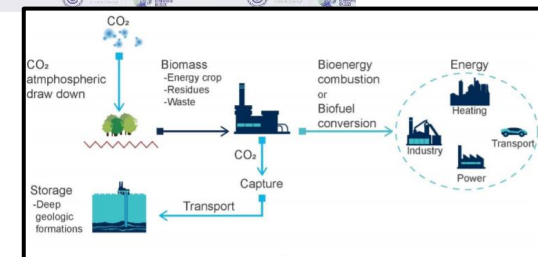 CO₂
CO₂
atmphospheric
draw down
Biomass
-Energy crop
-Residues
-Waste
Bioenergy
combustion
or
Biofuel
conversion
Energy
Heating
Industry
Transport
Power
CO₂
Capture
Transport
Storage
-Deep
geologic
formations